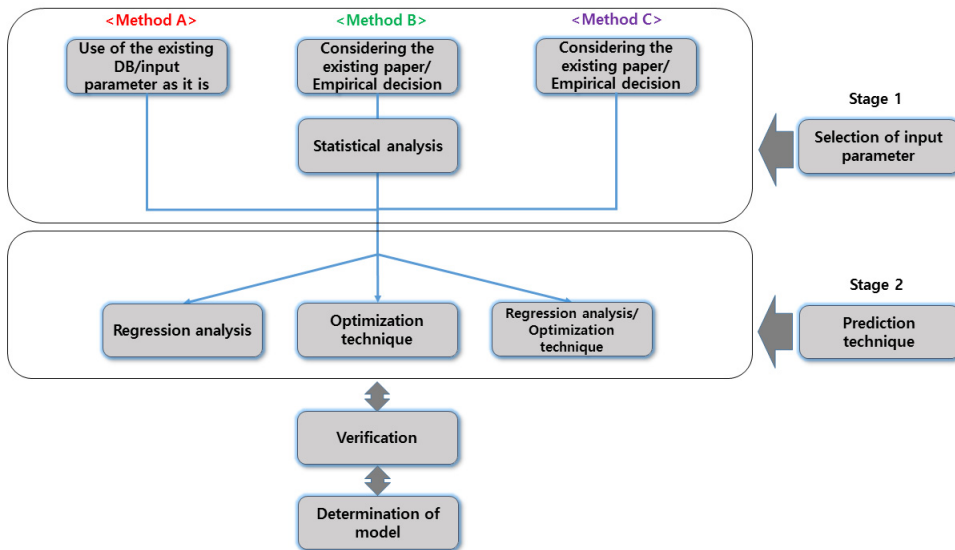 <Method A>
<Method B>
<Method C>
Use of the existing
DB/input
parameter as it is
Considering the
existing paper/
Empirical decision
Considering the
existing paper/
Empirical decision
Statistical analysis
Stage 1
Selection of input
parameter
Regression analysis
Optimization
technique
Regression analysis/
Optimization
technique
Stage 2
Prediction
technique
Verification
Determination of
model